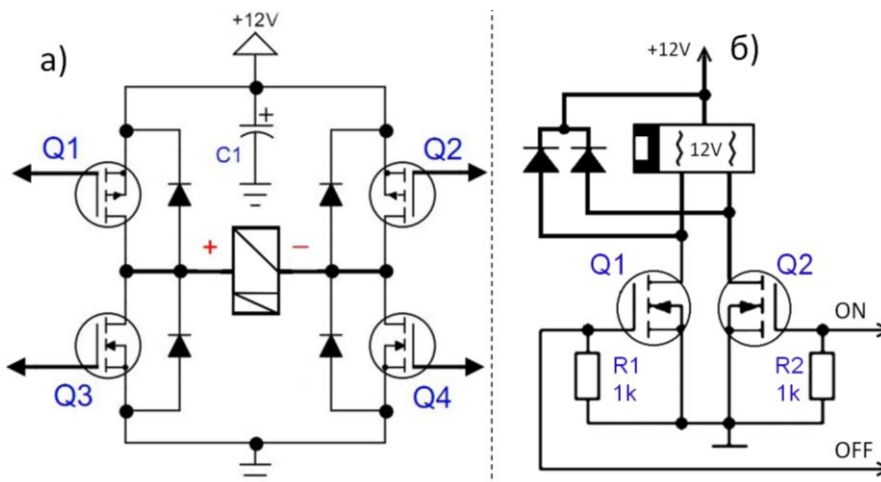 а)
+12V
Q1
Q2
C1
+
+
−
Q3
Q4
б)
+12V
12V
Q1
Q2
ON
R1
1k
R2
1k
OFF